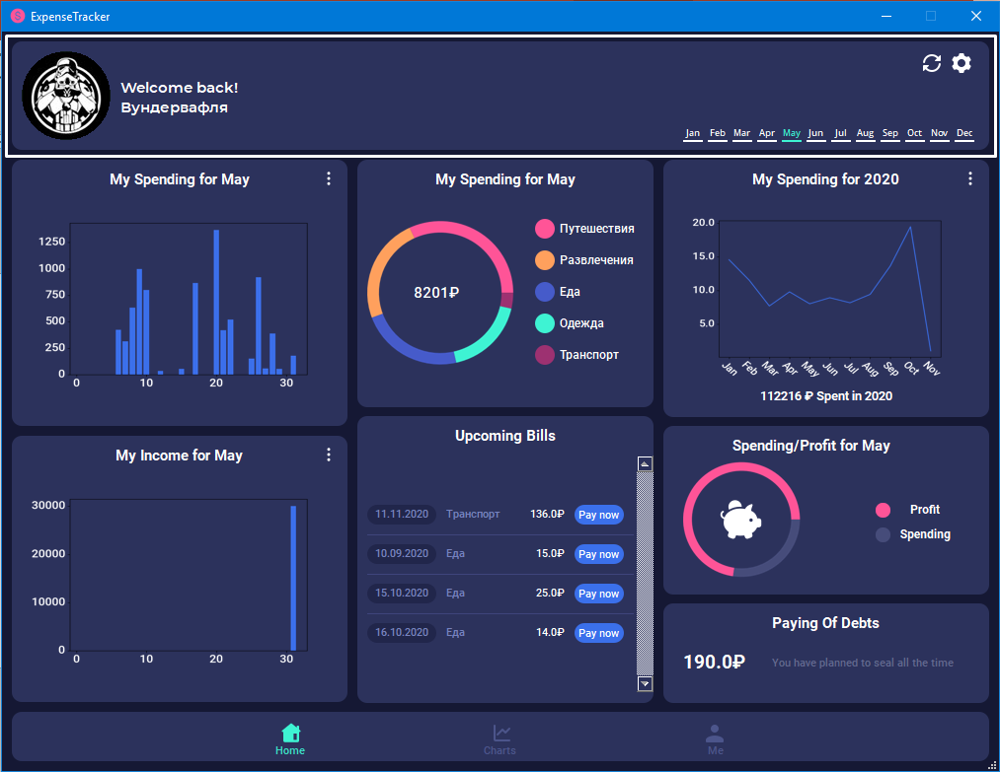 ExpenseTracker
Welcome back!
Вундервафля
Jan Feb Mar Apr May Jun Jul Aug Sep Oct Nov Dec
My Spending for May
1250
1000
750
500
250
0
0 10 20 30
My Spending for May
8201₽
Путешествия
Развлечения
Еда
Одежда
Транспорт
My Spending for 2020
20.0
15.0
10.0
5.0
Jan Feb Mar Apr May Jun Jul Aug Sep Oct Nov
112216 ₽ Spent in 2020
My Income for May
30000
20000
10000
0
0 10 20 30
Upcoming Bills
11.11.2020 Транспорт 136.0₽ Pay now
10.09.2020 Еда 15.0₽ Pay now
15.10.2020 Еда 25.0₽ Pay now
16.10.2020 Еда 14.0₽ Pay now
Spending/Profit for May
Profit
Spending
Paying Of Debts
190.0₽ You have planned to seal all the time
Home Charts Me